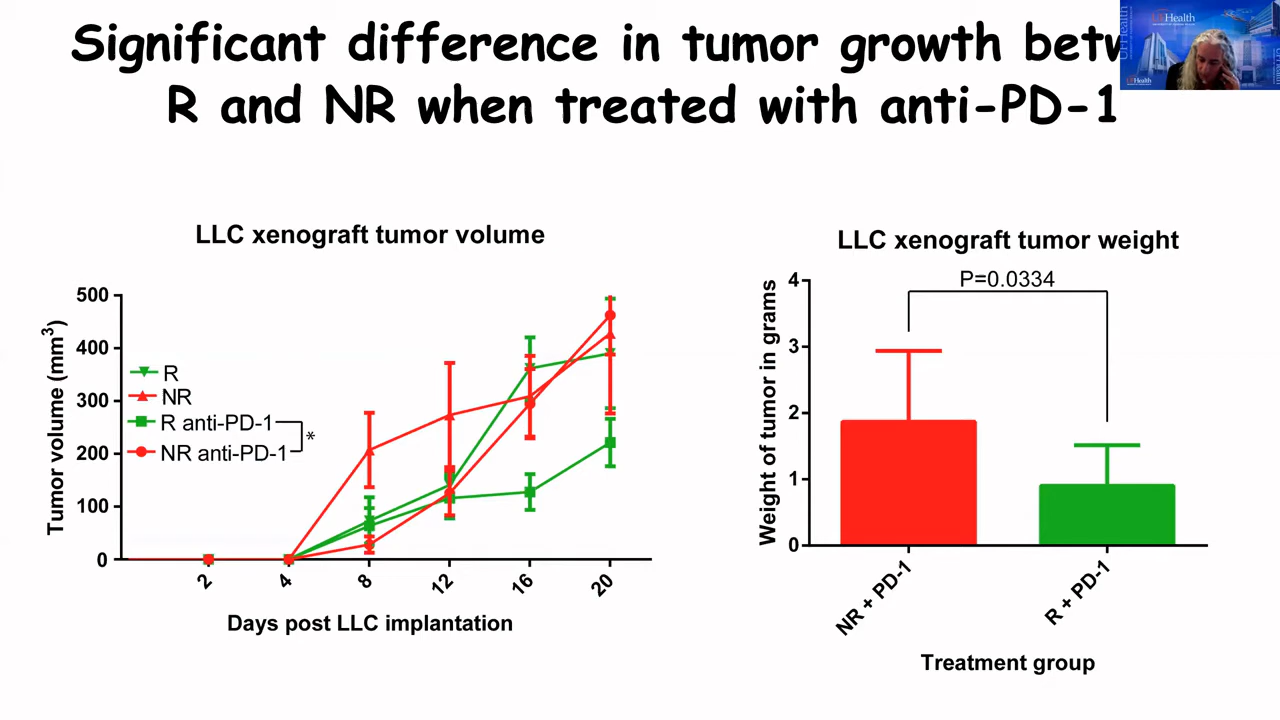 Significant difference in tumor growth betw
R and NR when treated with anti-PD-1
UFHealth
UFHealth
UFHealth
LLC xenograft tumor volume
Tumor volume (mm³)
500
400
300
200
100
0
R
NR
R anti-PD-1
NR anti-PD-1
*
2
4
8
12
16
20
Days post LLC implantation
LLC xenograft tumor weight
P=0.0334
Weight of tumor in grams
4
3
2
1
0
NR + PD-1
R + PD-1
Treatment group